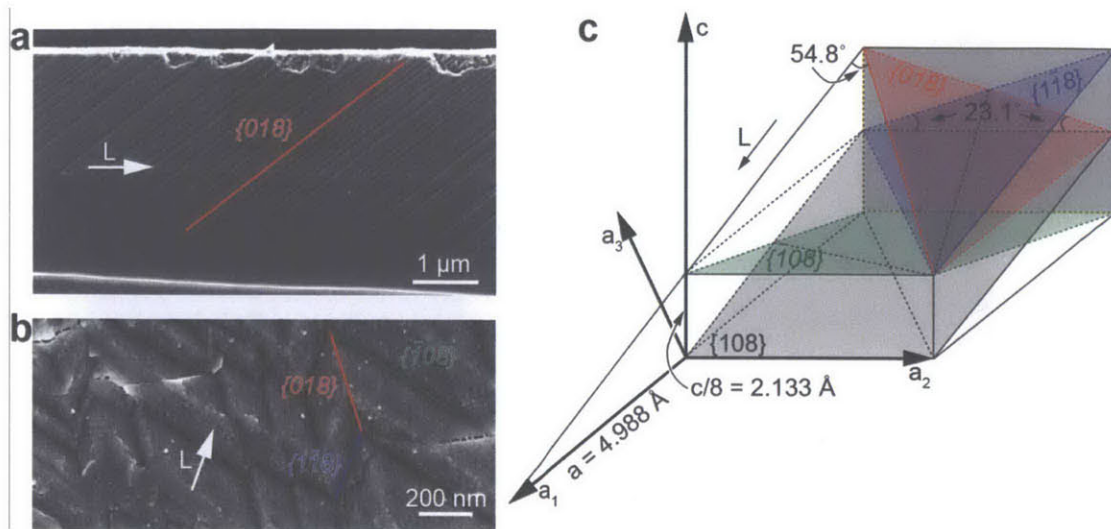 a
{018}
L
1 µm
b
{018}
{108}
L
{118}
200 nm
c
c
54.8°
{018}
{118}
23.1°
L
a3
{108}
{108}
a2
c/8 = 2.133 Å
a = 4.988 Å
a1